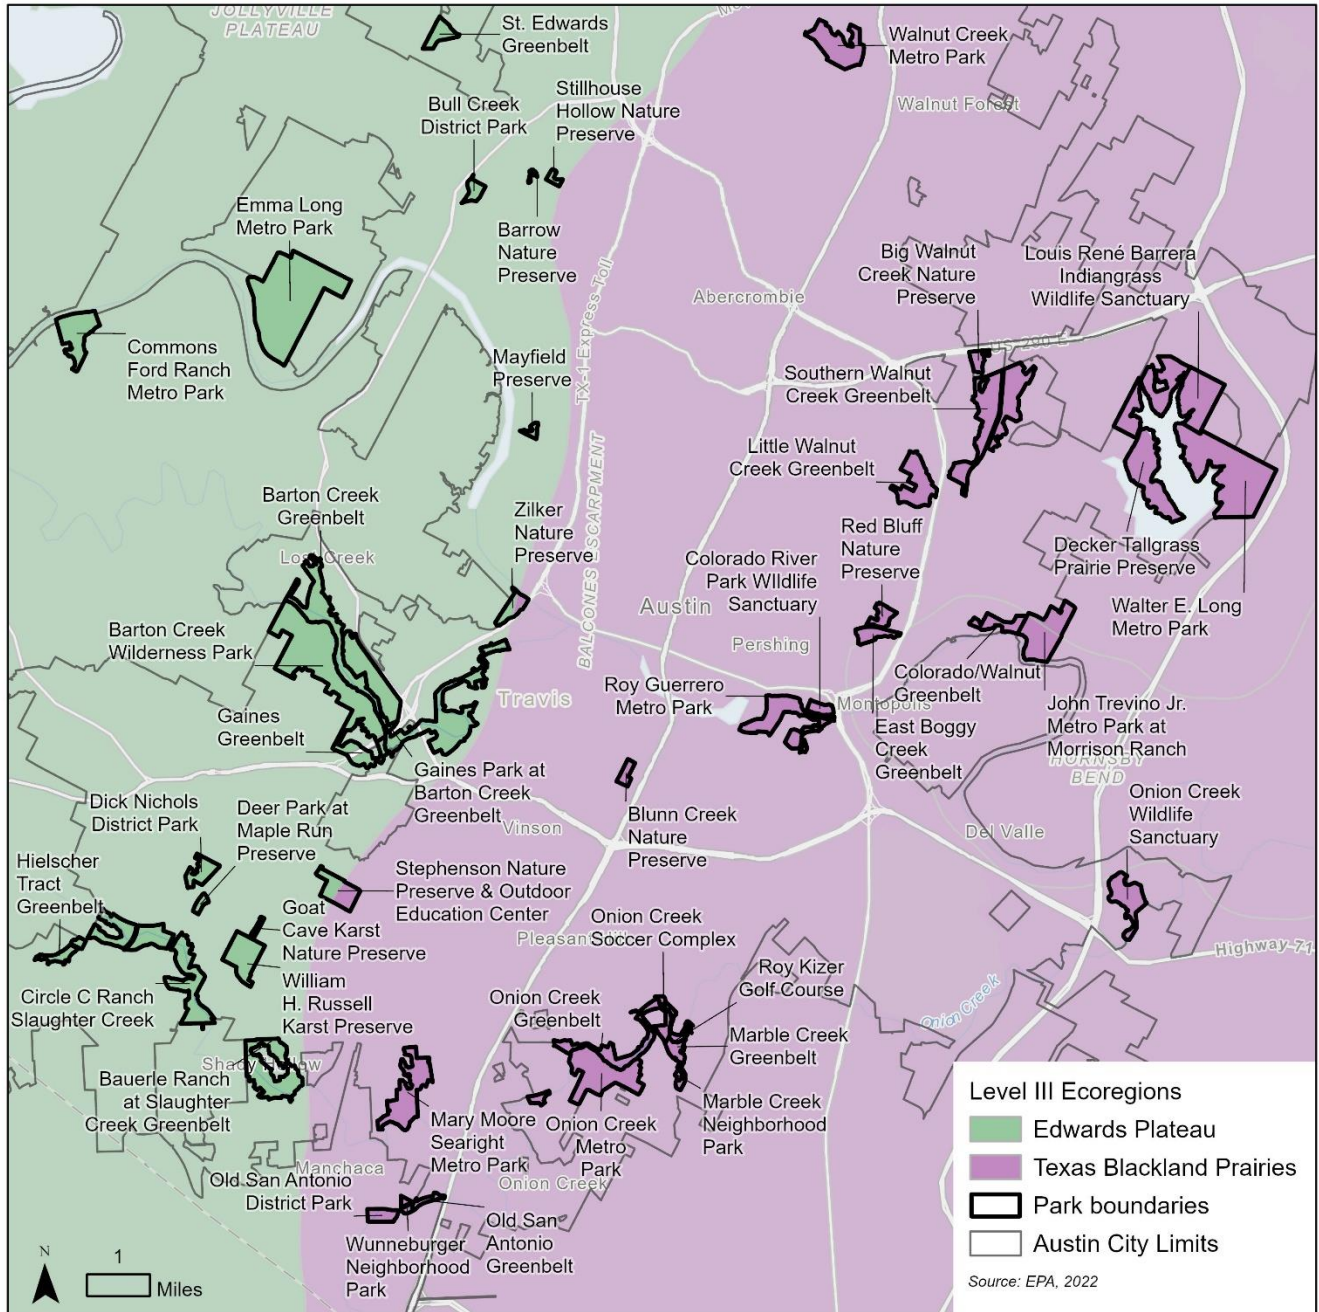 JOLLYVILLE
PLATEAU
St. Edwards
Greenbelt
Walnut Creek
Metro Park
Walnut Forest
Bull Creek
District Park
Stillhouse
Hollow Nature
Preserve
Emma Long
Metro Park
Barrow
Nature
Preserve
Big Walnut
Creek Nature
Preserve
Louis René Barrera
Indiangrass
Wildlife Sanctuary
TX-1 Express Toll
Abercrombie
US 290 E
Commons
Ford Ranch
Metro Park
Mayfield
Preserve
Southern Walnut
Creek Greenbelt
Little Walnut
Creek Greenbelt
Barton Creek
Greenbelt
Lost Creek
Zilker
Nature
Preserve
BALCONES ESCARPMENT
Red Bluff
Nature
Preserve
Colorado River
Park WIldlife
Sanctuary
Decker Tallgrass
Prairie Preserve
Walter E. Long
Metro Park
Austin
Pershing
Barton Creek
Wilderness Park
Travis
Roy Guerrero
Metro Park
Montopolis
Colorado/Walnut
Greenbelt
East Boggy
Creek
Greenbelt
John Trevino Jr.
Metro Park at
Morrison Ranch
HORNSBY
BEND
Gaines
Greenbelt
Gaines Park at
Barton Creek
Greenbelt
Vinson
Blunn Creek
Nature
Preserve
Del Valle
Onion Creek
Wildlife
Sanctuary
Dick Nichols
District Park
Deer Park at
Maple Run
Preserve
Hielscher
Tract
Greenbelt
Stephenson Nature
Preserve & Outdoor
Education Center
Goat
Cave Karst
Nature Preserve
William
H. Russell
Karst Preserve
Circle C Ranch
Slaughter Creek
Onion Creek
Soccer Complex
Roy Kizer
Golf Course
Highway 71
Onion Creek
Onion Creek
Greenbelt
Marble Creek
Greenbelt
Shady Hollow
Bauerle Ranch
at Slaughter
Creek Greenbelt
Mary Moore
Searight
Metro Park
Onion Creek
Metro
Park
Marble Creek
Neighborhood
Park
Manchaca
Onion Creek
Old San Antonio
District Park
Wunneburger
Neighborhood
Park
Old San
Antonio
Greenbelt
Level III Ecoregions
Edwards Plateau
Texas Blackland Prairies
Park boundaries
Austin City Limits
Source: EPA, 2022
N
1
Miles